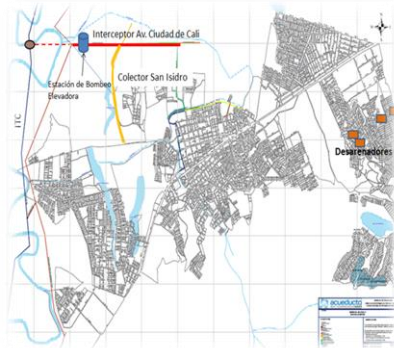 Interceptor Av. Ciudad de Cali
Estación de Bombeo
Elevadora
Colector San Isidro
ITC
Desarenadores
acueducto